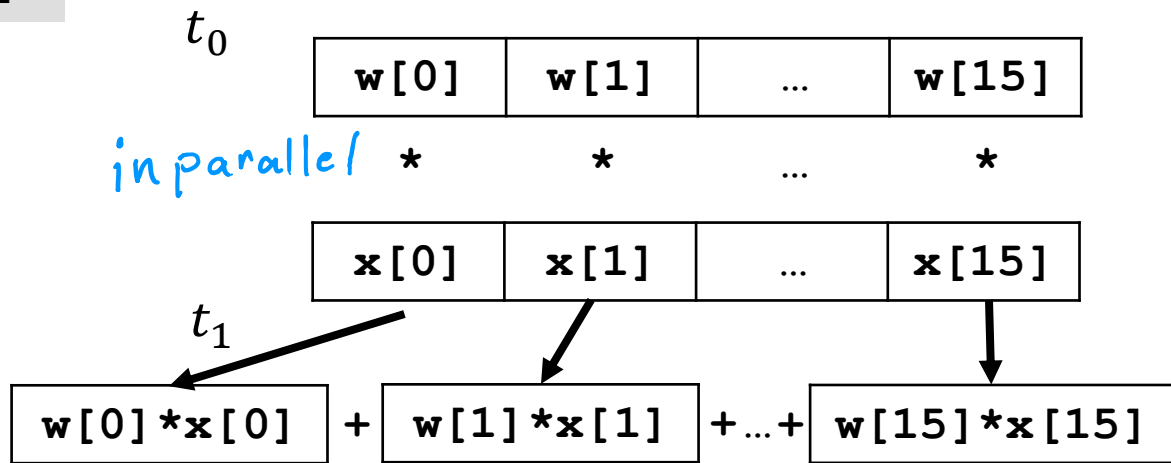 t₀
w[0] w[1] … w[15]
in parallel * * … *
x[0] x[1] … x[15]
t₁
w[0]*x[0] + w[1]*x[1] +…+ w[15]*x[15]